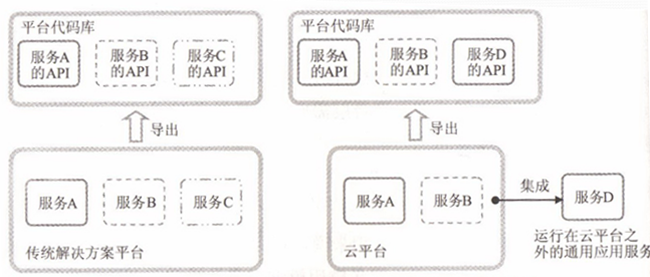 平台代码库
服务A
的API
服务B
的API
服务C
的API
导出
服务A
服务B
服务C
传统解决方案平台
平台代码库
服务A
的API
服务B
的API
服务D
的API
导出
服务A
服务B
云平台
集成
服务D
运行在云平台之
外的通用应用服务